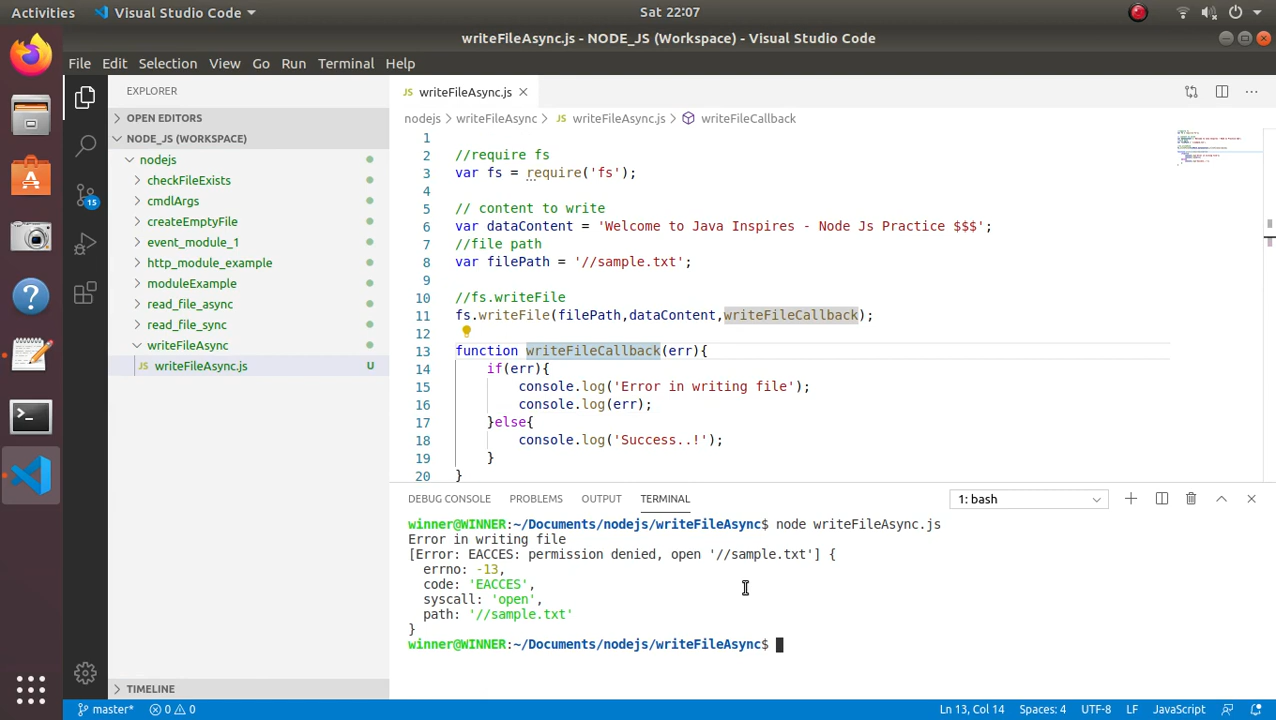 Activities Visual Studio Code Sat 22:07
writeFileAsync.js - NODE_JS (Workspace) - Visual Studio Code
File Edit Selection View Go Run Terminal Help
EXPLORER
OPEN EDITORS
NODE_JS (WORKSPACE)
nodejs
checkFileExists
cmdlArgs
createEmptyFile
event_module_1
http_module_example
moduleExample
read_file_async
read_file_sync
writeFileAsync
JS writeFileAsync.js U
TIMELINE
15
JS writeFileAsync.js
nodejs > writeFileAsync > JS writeFileAsync.js > writeFileCallback
1
2 //require fs
3 var fs = require('fs');
4
5 // content to write
6 var dataContent = 'Welcome to Java Inspires - Node Js Practice $$$';
7 //file path
8 var filePath = '//sample.txt';
9
10 //fs.writeFile
11 fs.writeFile(filePath,dataContent,writeFileCallback);
12
13 function writeFileCallback(err){
14 if(err){
15 console.log('Error in writing file');
16 console.log(err);
17 }else{
18 console.log('Success..!');
19 }
20 }
DEBUG CONSOLE PROBLEMS OUTPUT TERMINAL 1: bash
winner@WINNER:~/Documents/nodejs/writeFileAsync$ node writeFileAsync.js
Error in writing file
[Error: EACCES: permission denied, open '//sample.txt'] {
errno: -13,
code: 'EACCES',
syscall: 'open',
path: '//sample.txt'
}
winner@WINNER:~/Documents/nodejs/writeFileAsync$
master* 0 0 Ln 13, Col 14 Spaces: 4 UTF-8 LF JavaScript